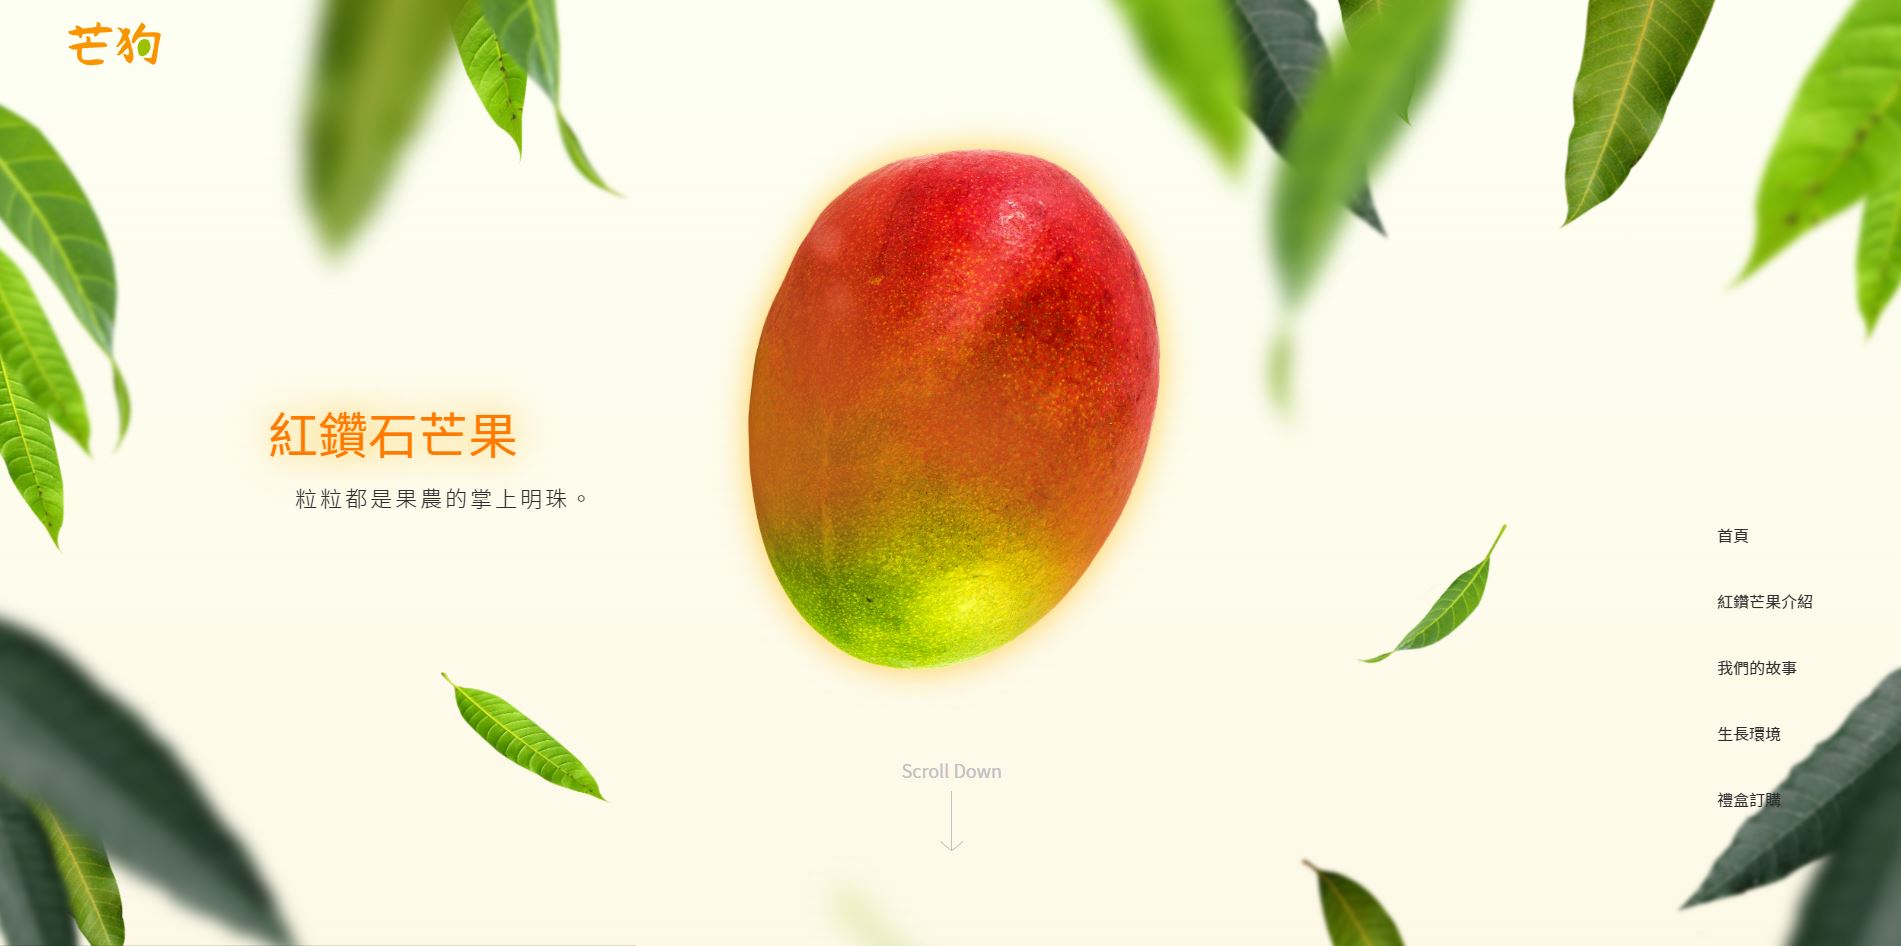 芒狗
紅鑽石芒果
粒粒都是果農的掌上明珠。
首頁
紅鑽芒果介紹
我們的故事
生長環境
禮盒訂購
Scroll Down